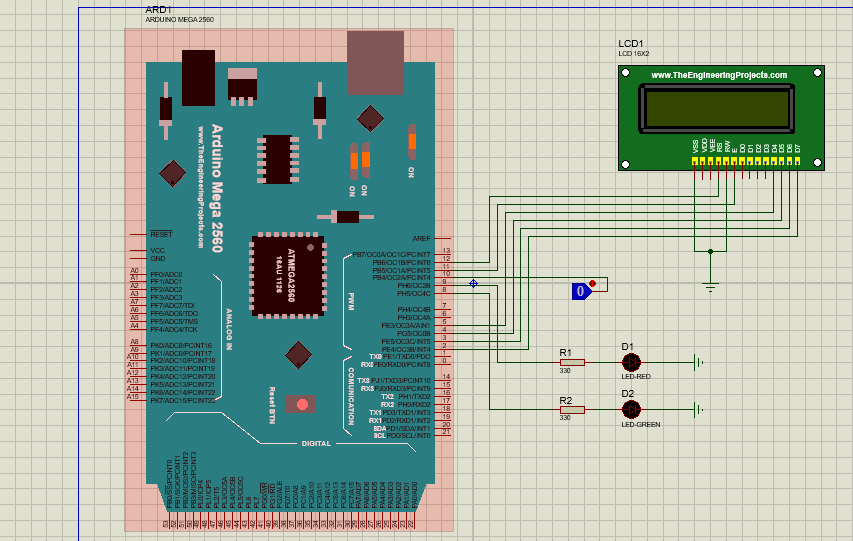 ARD1
ARDUINO MEGA 2560
LCD1
LCD 16X2
www.TheEngineeringProjects.com
VSS
VDD
VEE
RS
RW
E
D0
D1
D2
D3
D4
D5
D6
D7
Arduino Mega 2560
www.TheEngineeringProjects.com
ON
ON
ON
ATMEGA2560
16AU 1126
RESET
VCC
GND
AREF
PB7/OC0A/OC1C/PCINT7
13
PB6/OC1B/PCINT6
12
PB5/OC1A/PCINT5
11
PB4/OC2A/PCINT4
10
PH6/OC2B
9
PH5/OC4C
8
PH4/OC4B
7
PH3/OC4A
6
PE3/OC3A/AIN1
5
PG5/OC0B
4
PE5/OC3C/INT5
3
PE4/OC3B/INT4
2
TX0 PE1/TXD0/PDO
1
RX0 PE0/RXD0/PCINT8
0
TX3 PJ1/TXD3/PCINT10
14
RX3 PJ0/RXD3/PCINT9
15
TX2 PH1/TXD2
16
RX2 PH0/RXD2
17
TX1 PD3/TXD1/INT3
18
RX1 PD2/RXD1/INT2
19
SDA PD1/SDA/INT1
20
SCL PD0/SCL/INT0
21
A0 PF0/ADC0
A1 PF1/ADC1
A2 PF2/ADC2
A3 PF3/ADC3
A4 PF4/ADC4/TCK
A5 PF5/ADC5/TMS
A6 PF6/ADC6/TDO
A7 PF7/ADC7/TDI
A8 PK0/ADC8/PCINT16
A9 PK1/ADC9/PCINT17
A10 PK2/ADC10/PCINT18
A11 PK3/ADC11/PCINT19
A12 PK4/ADC12/PCINT20
A13 PK5/ADC13/PCINT21
A14 PK6/ADC14/PCINT22
A15 PK7/ADC15/PCINT23
ANALOG IN
PWM
COMUNICATION
Reset BTN
DIGITAL
0
R1
330
D1
LED-RED
R2
330
D2
LED-GREEN